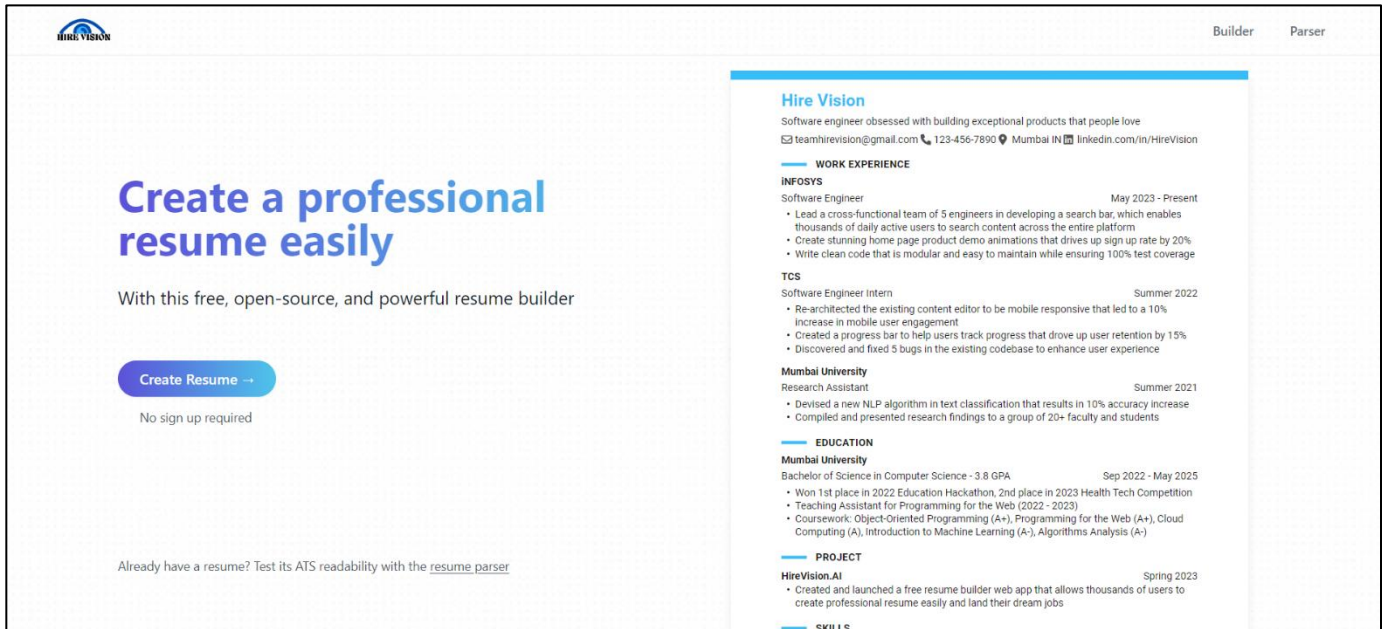 HIRE VISION
Builder
Parser
Create a professional
resume easily
With this free, open-source, and powerful resume builder
Create Resume →
No sign up required
Already have a resume? Test its ATS readability with the resume parser
Hire Vision
Software engineer obsessed with building exceptional products that people love
teamhirevision@gmail.com 123-456-7890 Mumbai IN linkedin.com/in/HireVision
WORK EXPERIENCE
iNFOSYS
Software Engineer May 2023 - Present
• Lead a cross-functional team of 5 engineers in developing a search bar, which enables
thousands of daily active users to search content across the entire platform
• Create stunning home page product demo animations that drives up sign up rate by 20%
• Write clean code that is modular and easy to maintain while ensuring 100% test coverage
TCS
Software Engineer Intern Summer 2022
• Re-architected the existing content editor to be mobile responsive that led to a 10%
increase in mobile user engagement
• Created a progress bar to help users track progress that drove up user retention by 15%
• Discovered and fixed 5 bugs in the existing codebase to enhance user experience
Mumbai University
Research Assistant Summer 2021
• Devised a new NLP algorithm in text classification that results in 10% accuracy increase
• Compiled and presented research findings to a group of 20+ faculty and students
EDUCATION
Mumbai University
Bachelor of Science in Computer Science - 3.8 GPA Sep 2022 - May 2025
• Won 1st place in 2022 Education Hackathon, 2nd place in 2023 Health Tech Competition
• Teaching Assistant for Programming for the Web (2022 - 2023)
• Coursework: Object-Oriented Programming (A+), Programming for the Web (A+), Cloud
Computing (A), Introduction to Machine Learning (A-), Algorithms Analysis (A-)
PROJECT
HireVision.AI Spring 2023
• Created and launched a free resume builder web app that allows thousands of users to
create professional resume easily and land their dream jobs
SKILLS